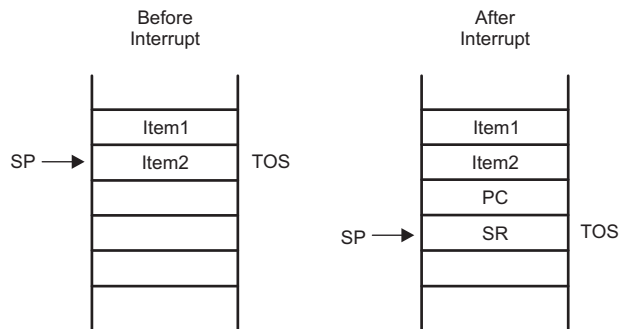 Before
Interrupt
After
Interrupt
Item1
SP
Item2
TOS
Item1
Item2
PC
SP
SR
TOS